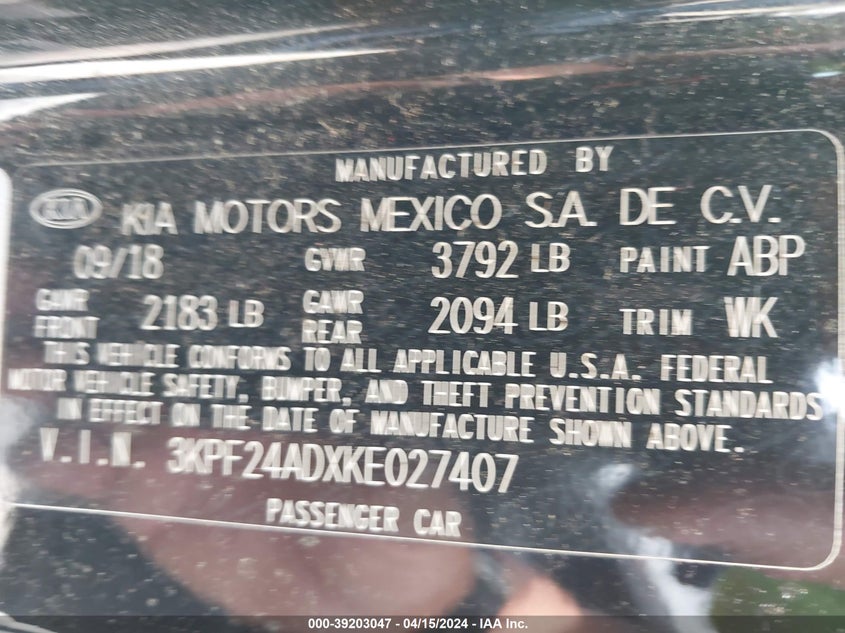 MANUFACTURED BY
KIA KIA MOTORS MEXICO S.A. DE C.V.
09/18 GVWR 3792 LB PAINT ABP
GAWR FRONT 2183 LB GAWR REAR 2094 LB TRIM WK
THIS VEHICLE CONFORMS TO ALL APPLICABLE U.S.A. FEDERAL
MOTOR VEHICLE SAFETY, BUMPER, AND THEFT PREVENTION STANDARDS
IN EFFECT ON THE DATE OF MANUFACTURE SHOWN ABOVE.
V.I.N. 3KPF24ADXKE027407
PASSENGER CAR
000-39203047 - 04/15/2024 - IAA Inc.